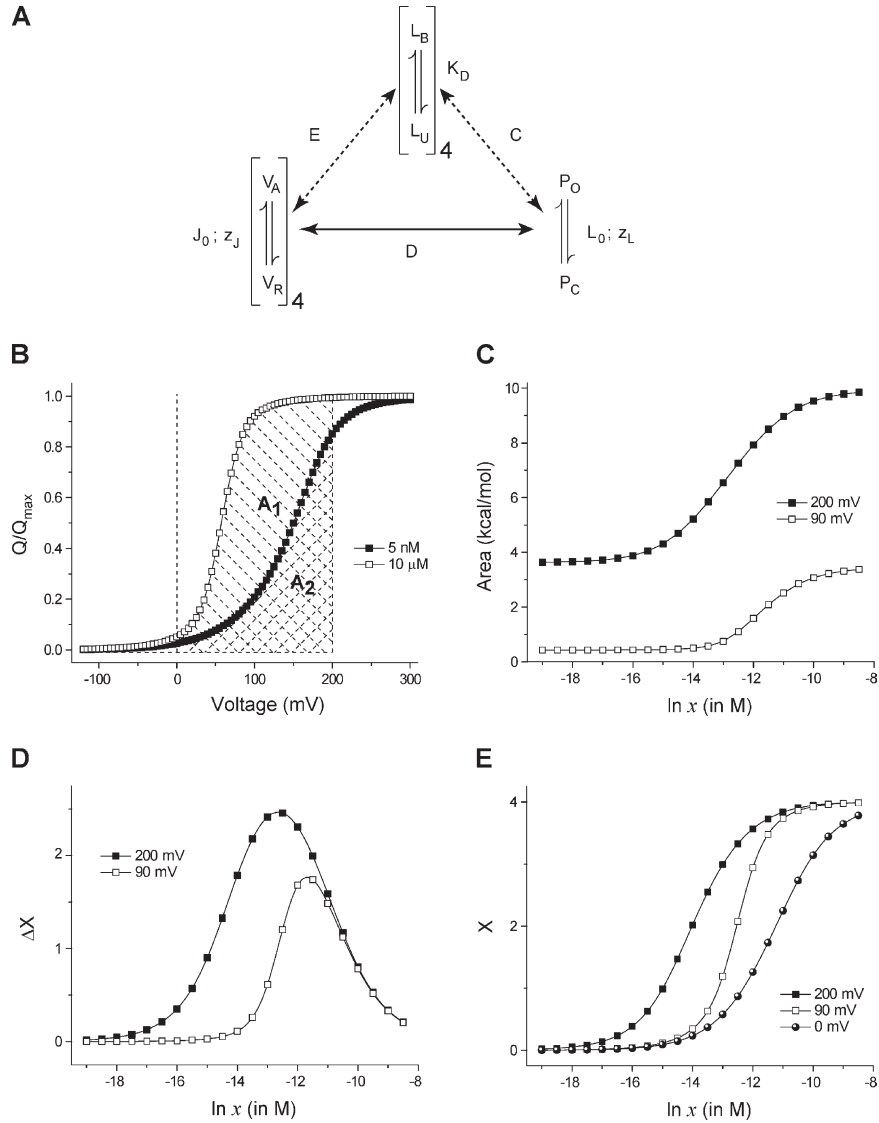 A
L_B
K_D
L_U
4
E
C
V_A
J_0 ; z_J
V_R
4
D
P_O
L_0 ; z_L
P_C
B
Q/Q_max
1.0
0.8
0.6
0.4
0.2
0.0
A_1
A_2
5 nM
10 μM
-100
0
100
200
300
Voltage (mV)
C
Area (kcal/mol)
10
8
6
4
2
0
200 mV
90 mV
-18
-16
-14
-12
-10
-8
ln x (in M)
D
ΔX
2
1
0
200 mV
90 mV
-18
-16
-14
-12
-10
-8
ln x (in M)
E
X
4
2
0
200 mV
90 mV
0 mV
-18
-16
-14
-12
-10
-8
ln x (in M)